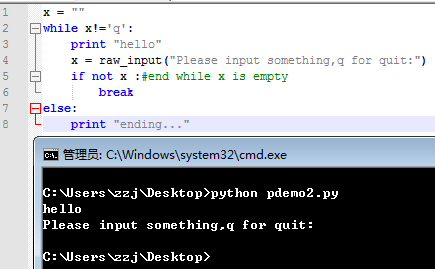 1 x = ""
2 while x!='q':
3 print "hello"
4 x = raw_input("Please input something,q for quit:")
5 if not x :#end while x is empty
6 break
7 else:
8 print "ending..."
管理员: C:\Windows\system32\cmd.exe
C:\Users\zzj\Desktop>python pdemo2.py
hello
Please input something,q for quit:
C:\Users\zzj\Desktop>